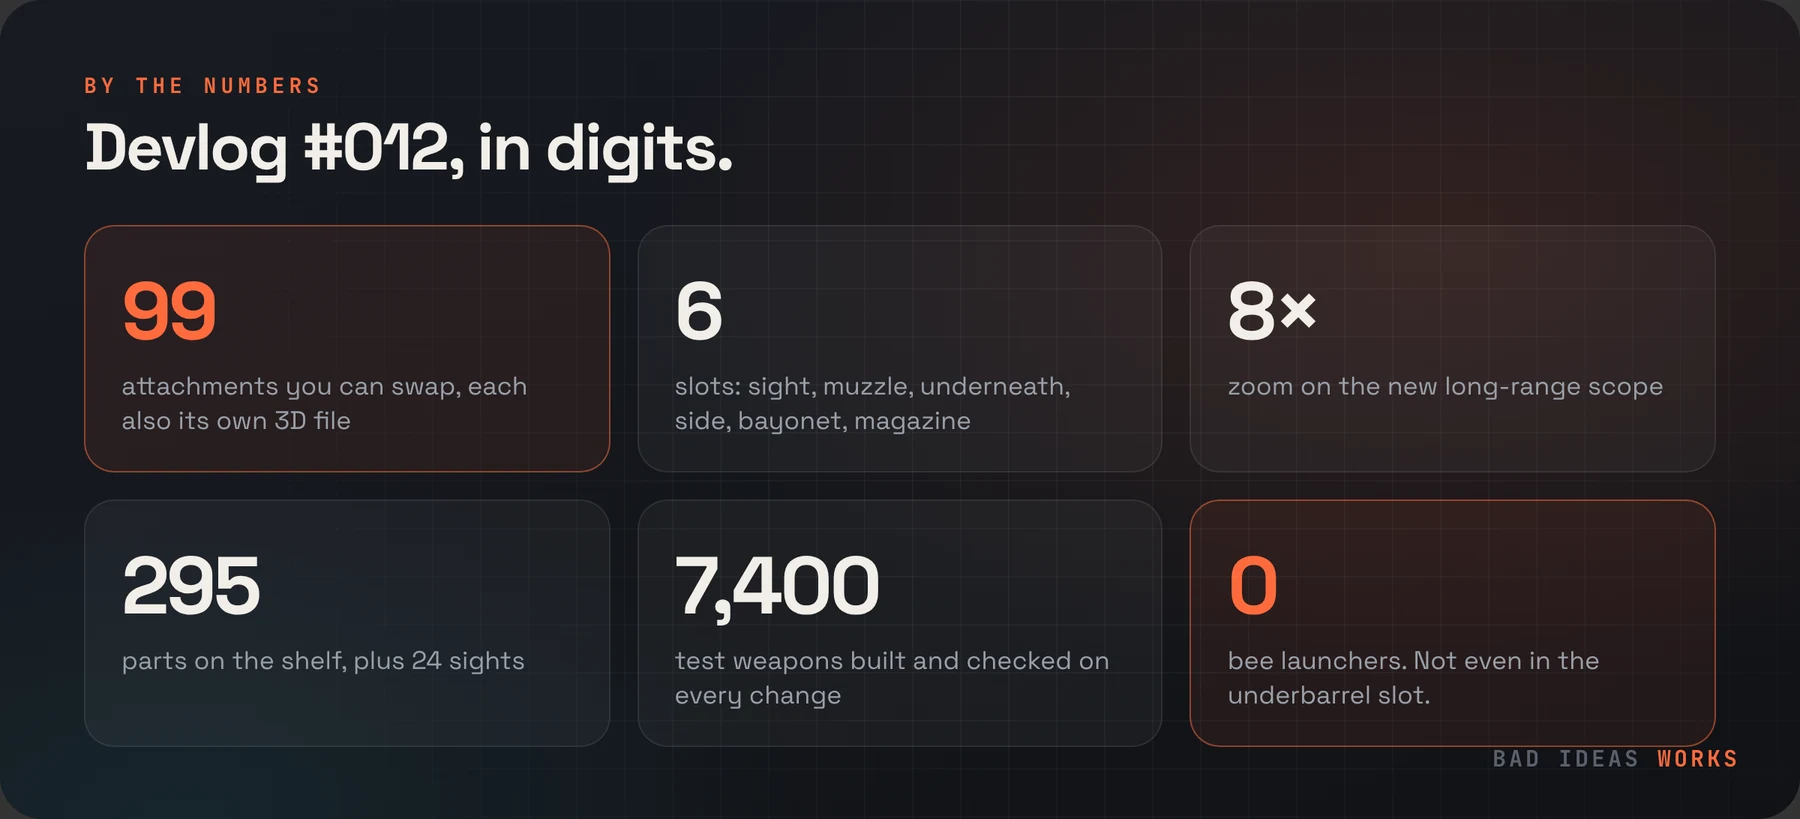 BY THE NUMBERS
Devlog #012, in digits.
99
attachments you can swap, each
also its own 3D file
6
slots: sight, muzzle, underneath,
side, bayonet, magazine
8×
zoom on the new long-range scope
295
parts on the shelf, plus 24 sights
7,400
test weapons built and checked on
every change
0
bee launchers. Not even in the
underbarrel slot.
BAD IDEAS WORKS